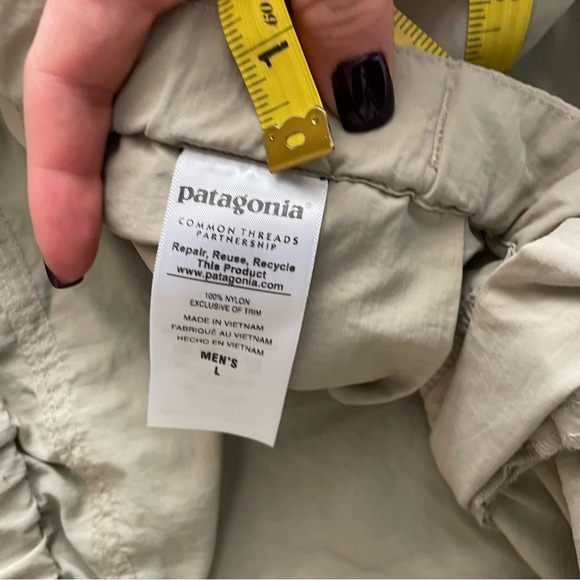 60
1
patagonia®
COMMON THREADS
PARTNERSHIP
Repair, Reuse, Recycle
This Product
www.patagonia.com
100% NYLON
EXCLUSIVE OF TRIM
MADE IN VIETNAM
FABRIQUÉ AU VIETNAM
HECHO EN VIETNAM
MEN'S
L